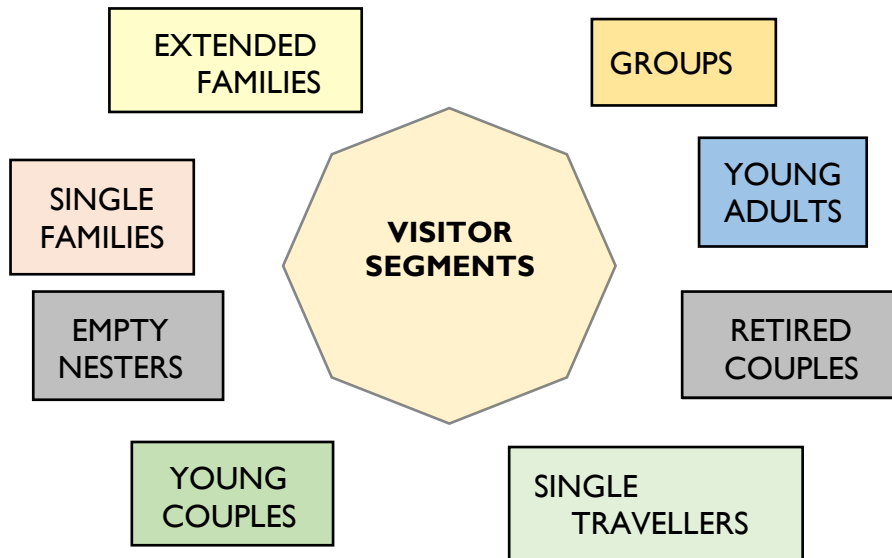 EXTENDED
FAMILIES
GROUPS
SINGLE
FAMILIES
VISITOR
SEGMENTS
YOUNG
ADULTS
EMPTY
NESTERS
RETIRED
COUPLES
YOUNG
COUPLES
SINGLE
TRAVELLERS